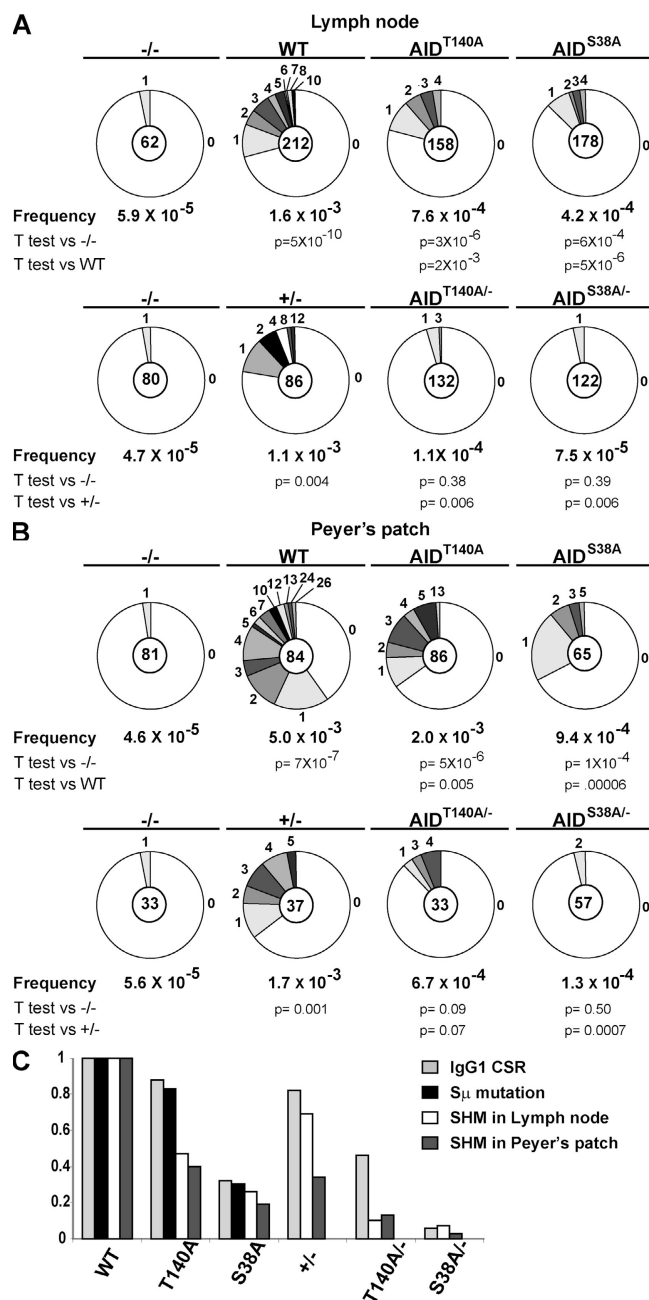 A
Lymph node
-/- WT AID^T140A AID^S38A
1
62
0
1 2 3 4 5 6 7 8 10
212
0
1 2 3 4
158
0
1 2 3 4
178
0
Frequency 5.9 X 10^-5 1.6 x 10^-3 7.6 x 10^-4 4.2 x 10^-4
T test vs -/- p=5X10^-10 p=3X10^-6 p=6X10^-4
T test vs WT p=2X10^-3 p=5X10^-6
-/- +/- AID^T140A/- AID^S38A/-
1
80
0
1 2 4 8 12
86
0
1 3
132
0
1
122
0
Frequency 4.7 X 10^-5 1.1 x 10^-3 1.1X 10^-4 7.5 x 10^-5
T test vs -/- p= 0.004 p= 0.38 p= 0.39
T test vs +/- p= 0.006 p= 0.006
B
Peyer's patch
-/- WT AID^T140A AID^S38A
1
81
0
1 2 3 4 5 6 7 10 12 13 24 26
84
0
1 2 3 4 5 13
86
0
1 2 3 5
65
0
Frequency 4.6 X 10^-5 5.0 x 10^-3 2.0 x 10^-3 9.4 x 10^-4
T test vs -/- p= 7X10^-7 p= 5X10^-6 p= 1X10^-4
T test vs WT p= 0.005 p= .00006
-/- +/- AID^T140A/- AID^S38A/-
1
33
0
1 2 3 4 5
37
0
1 3 4
33
0
2
57
0
Frequency 5.6 X 10^-5 1.7 x 10^-3 6.7 x 10^-4 1.3 x 10^-4
T test vs -/- p= 0.001 p= 0.09 p= 0.50
T test vs +/- p= 0.07 p= 0.0007
C
1
0.8
0.6
0.4
0.2
0
IgG1 CSR
Sµ mutation
SHM in Lymph node
SHM in Peyer's patch
WT T140A S38A +/- T140A/- S38A/-